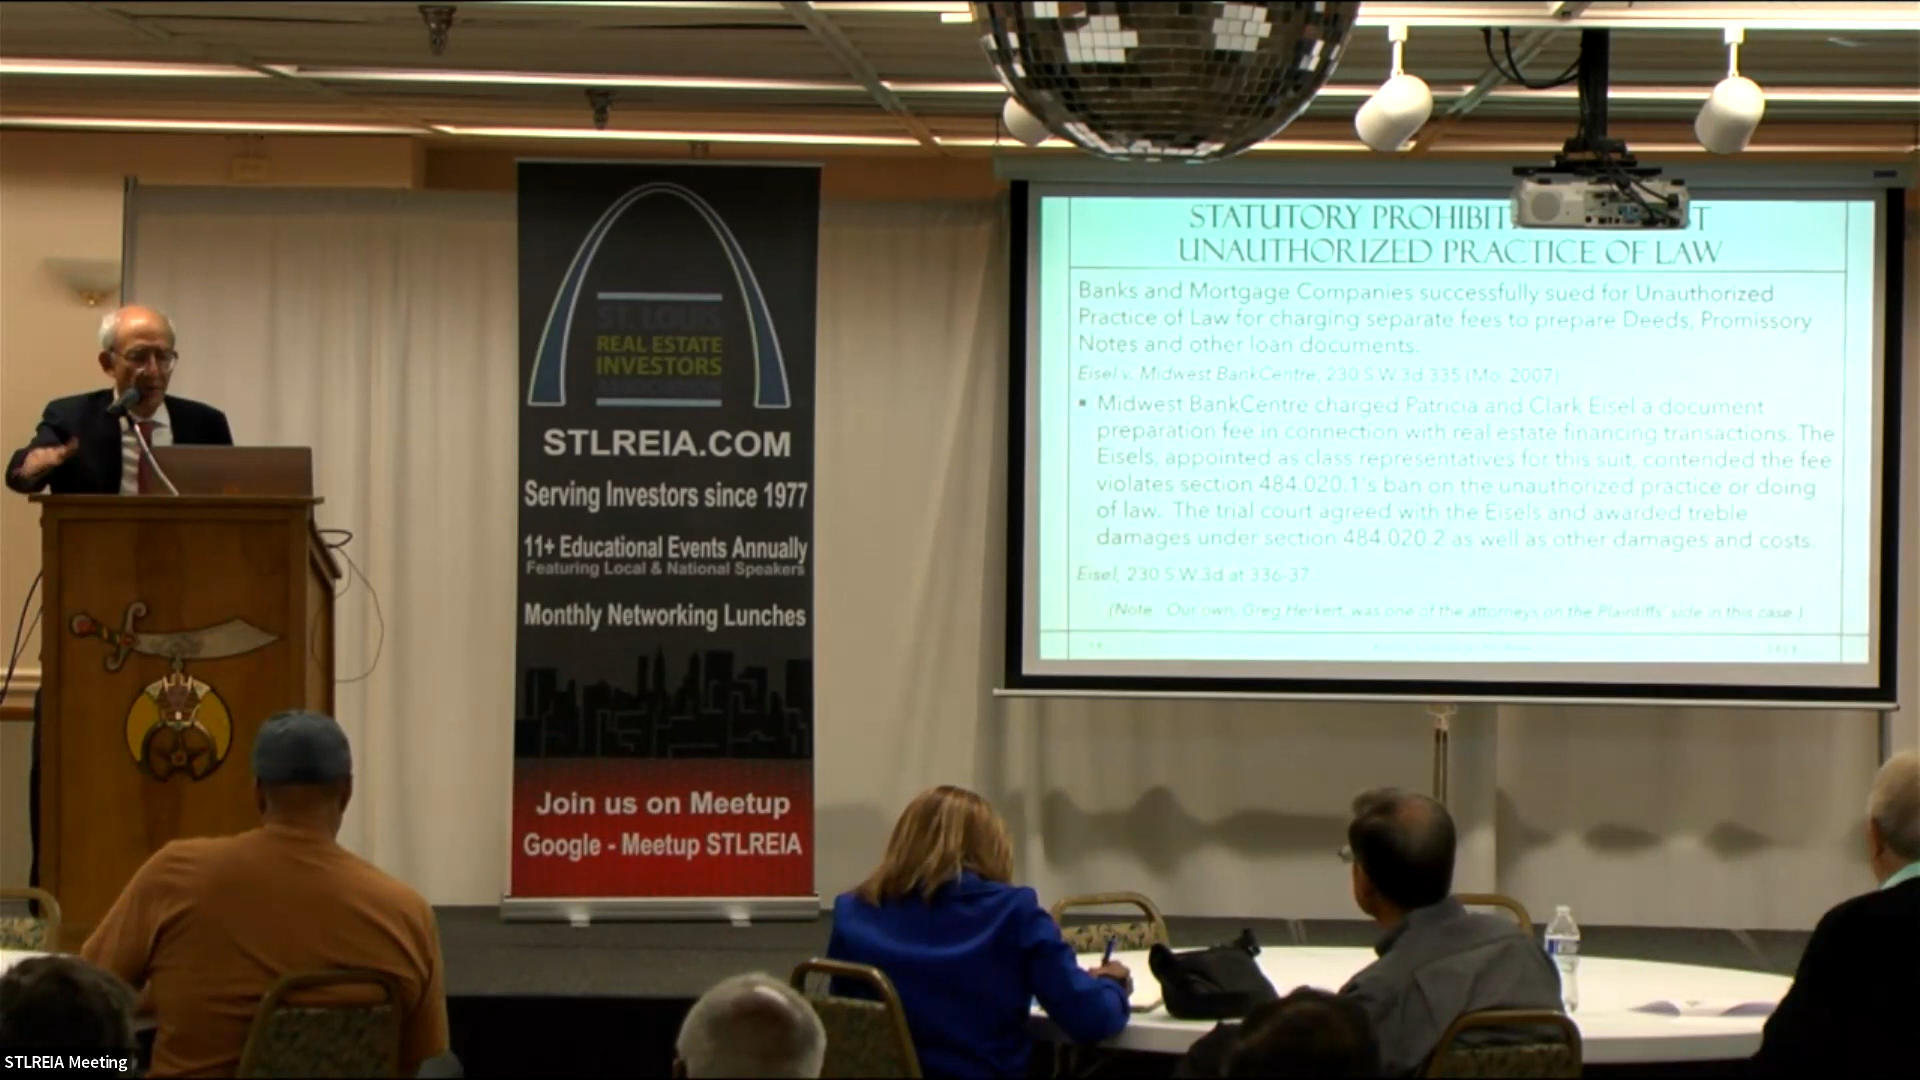 ST. LOUIS
REAL ESTATE
INVESTORS
ASSOCIATION
STLREIA.COM
Serving Investors since 1977
11+ Educational Events Annually
Featuring Local & National Speakers
Monthly Networking Lunches
Join us on Meetup
Google - Meetup STLREIA
STATUTORY PROHIBIT T
UNAUTHORIZED PRACTICE OF LAW
Banks and Mortgage Companies successfully sued for Unauthorized
Practice of Law for charging separate fees to prepare Deeds, Promissory
Notes and other loan documents.
Eisel v. Midwest BankCentre, 230 S.W.3d 335 (Mo. 2007)
▪ Midwest BankCentre charged Patricia and Clark Eisel a document
preparation fee in connection with real estate financing transactions. The
Eisels, appointed as class representatives for this suit, contended the fee
violates section 484.020.1's ban on the unauthorized practice or doing
of law. The trial court agreed with the Eisels and awarded treble
damages under section 484.020.2 as well as other damages and costs.
Eisel, 230 S.W.3d at 336-37.
(Note: Our own, Greg Herkert, was one of the attorneys on the Plaintiffs' side in this case.)
STLREIA Meeting